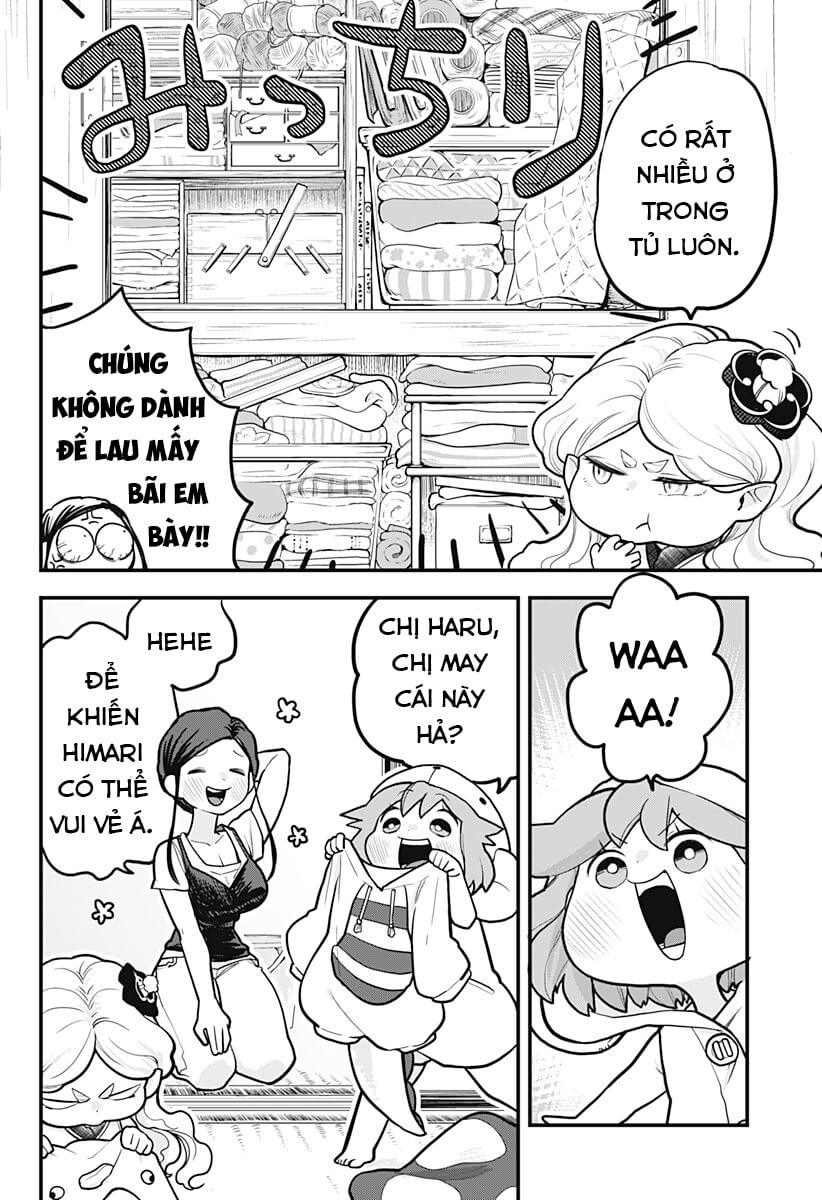 みっちり
CÓ RẤT
NHIỀU Ở
TRONG
TỦ LUÔN.
CHÚNG
KHÔNG DÀNH
ĐỂ LAU MẤY
BÃI EM
BÀY!!
WAA
AA!
CHỊ HARU,
CHỊ MAY
CÁI NÀY
HẢ?
HEHE
ĐỂ
KHIẾN
HIMARI
CÓ THỂ
VUI VẺ Á.